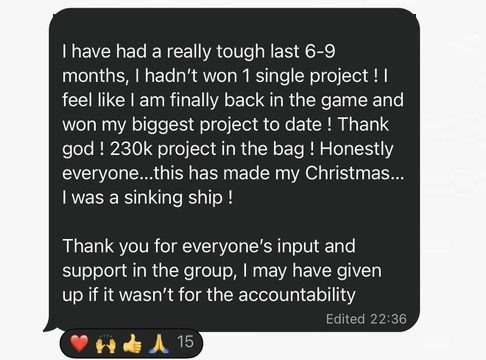 I have had a really tough last 6-9
months, I hadn’t won 1 single project ! I
feel like I am finally back in the game and
won my biggest project to date ! Thank
god ! 230k project in the bag ! Honestly
everyone...this has made my Christmas...
I was a sinking ship !
Thank you for everyone’s input and
support in the group, I may have given
up if it wasn’t for the accountability
Edited 22:36
❤️ 🙌 👍 🙏 15